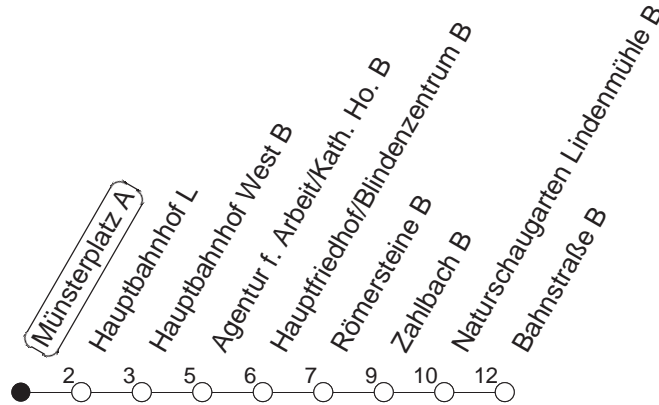 Münsterplatz A
Hauptbahnhof L
Hauptbahnhof West B
Agentur f. Arbeit/Kath. Ho. B
Hauptfriedhof/Blindenzentrum B
Römersteine B
Zahlbach B
Naturschaugarten Lindenmühle B
Bahnstraße B
2 3 5 6 7 9 10 12